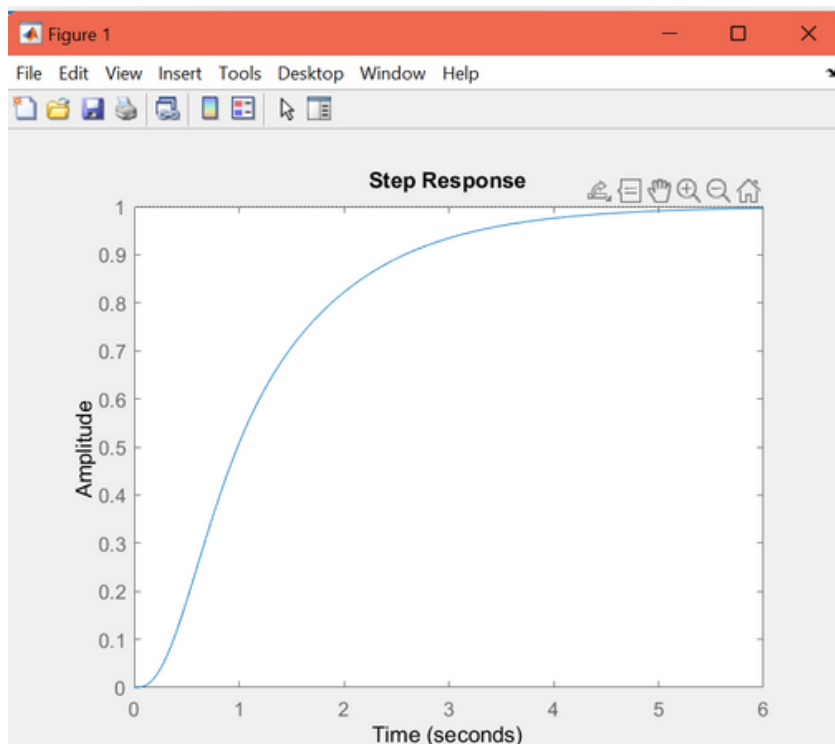 Figure 1
File Edit View Insert Tools Desktop Window Help
Step Response
1
0.9
0.8
0.7
0.6
0.5
0.4
0.3
0.2
0.1
0
Amplitude
0 1 2 3 4 5 6
Time (seconds)